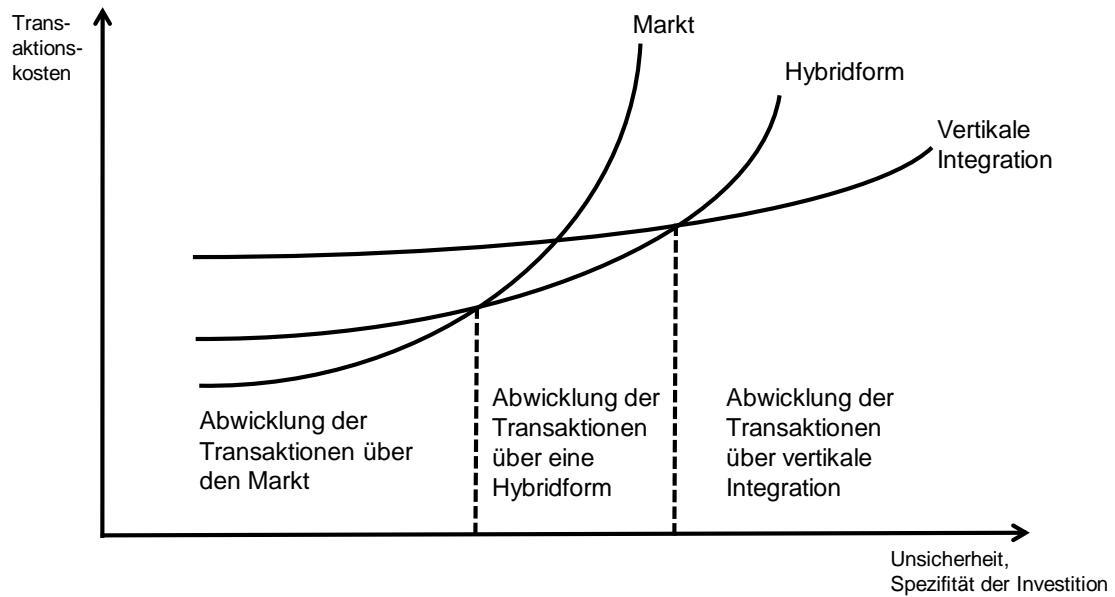 Trans-
aktions-
kosten
Markt
Hybridform
Vertikale
Integration
Abwicklung der
Transaktionen über
den Markt
Abwicklung der
Transaktionen
über eine
Hybridform
Abwicklung der
Transaktionen
über vertikale
Integration
Unsicherheit,
Spezifität der Investition